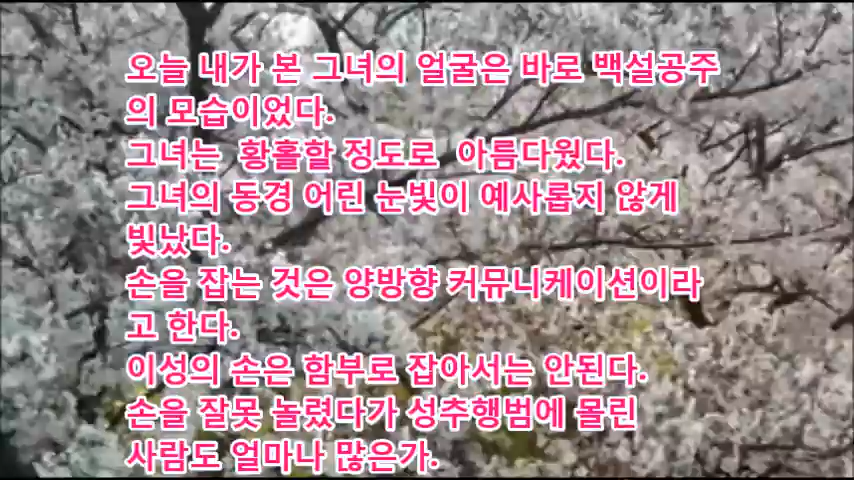 오늘 내가 본 그녀의 얼굴은 바로 백설공주
의 모습이었다.
그녀는  황홀할 정도로  아름다웠다.
그녀의 동경 어린 눈빛이 예사롭지 않게
빛났다.
손을 잡는 것은 양방향 커뮤니케이션이라
고 한다.
이성의 손은 함부로 잡아서는 안된다.
손을 잘못 놀렸다가 성추행범에 몰린
사람도 얼마나 많은가.